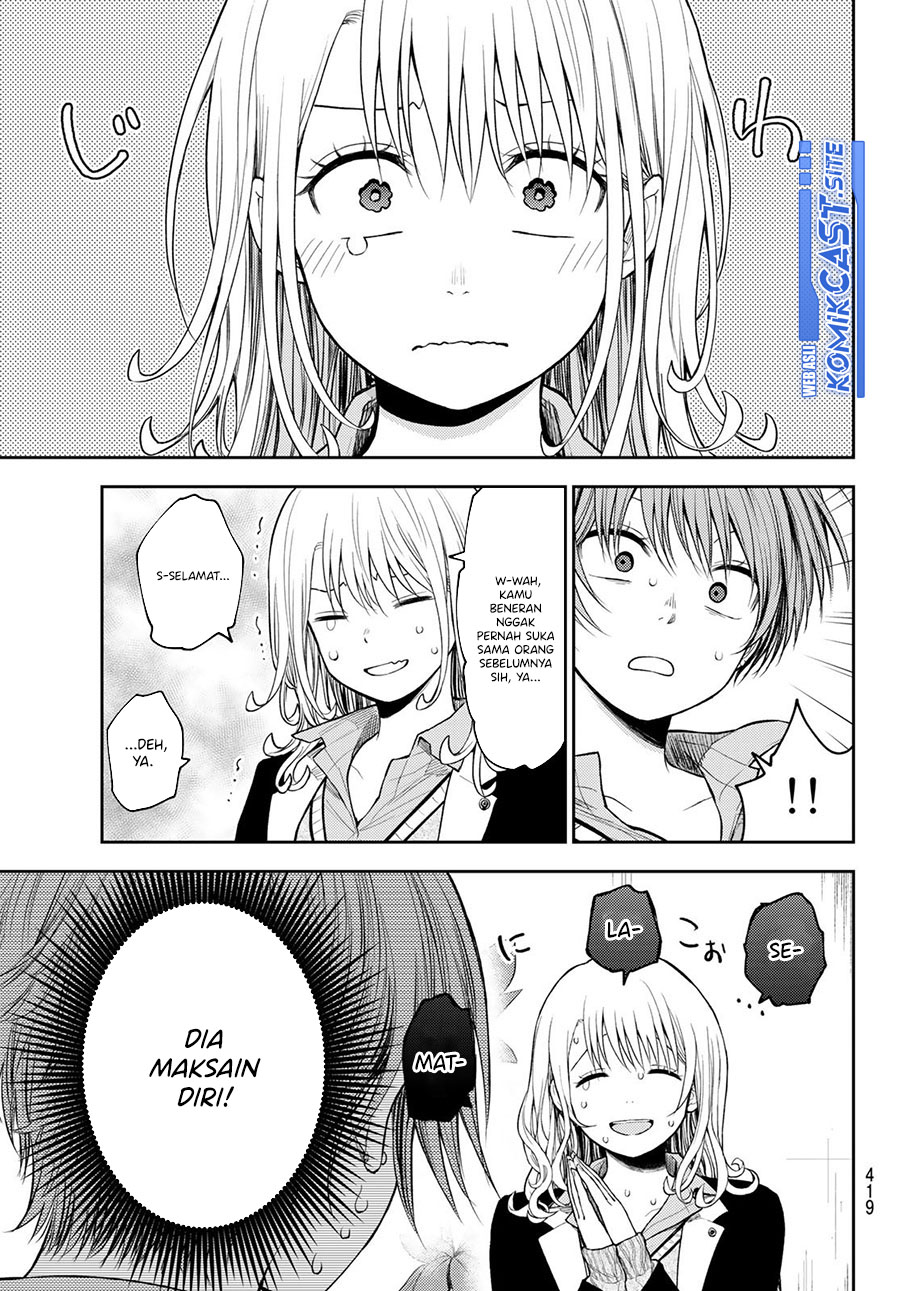 じ
わ
WEB ASLI
KOMIKCAST.SITE
!!
W-WAH,
KAMU
BENERAN
NGGAK
PERNAH SUKA
SAMA ORANG
SEBELUMNYA
SIH, YA...
S-SELAMAT...
...DEH,
YA.
SE-
LA-
MAT-
にこお
DIA
MAKSAIN
DIRI!
419